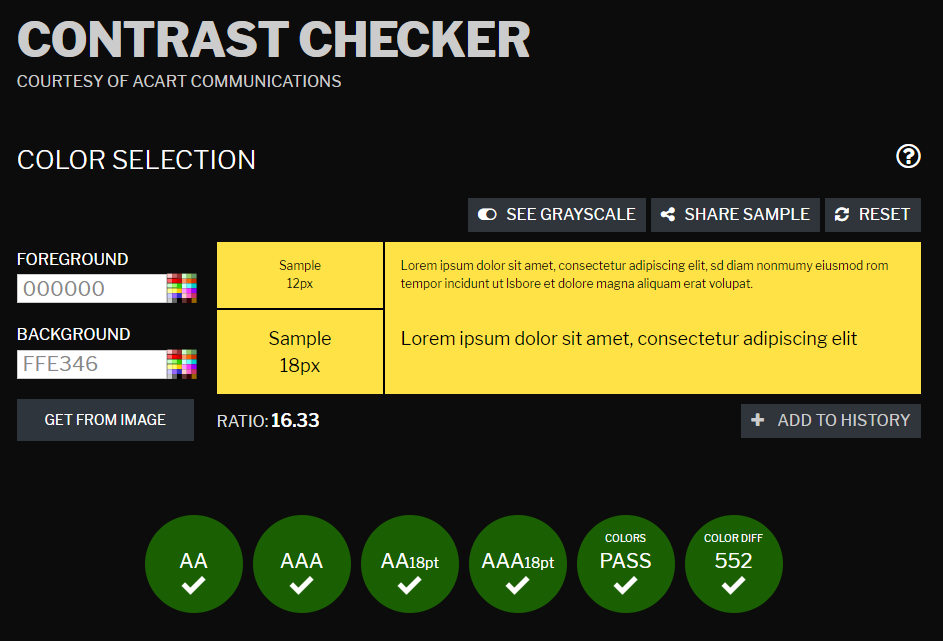 CONTRAST CHECKER
COURTESY OF ACART COMMUNICATIONS
COLOR SELECTION
SEE GRAYSCALE
SHARE SAMPLE
RESET
FOREGROUND
000000
BACKGROUND
FFE346
GET FROM IMAGE
Sample
12px
Lorem ipsum dolor sit amet, consectetur adipiscing elit, sd diam nonmumy eiusmod rom
tempor incidunt ut lsbore et dolore magna aliquam erat volupat.
Sample
18px
Lorem ipsum dolor sit amet, consectetur adipiscing elit
RATIO: 16.33
ADD TO HISTORY
AA
AAA
AA18pt
AAA18pt
COLORS
PASS
COLOR DIFF
552